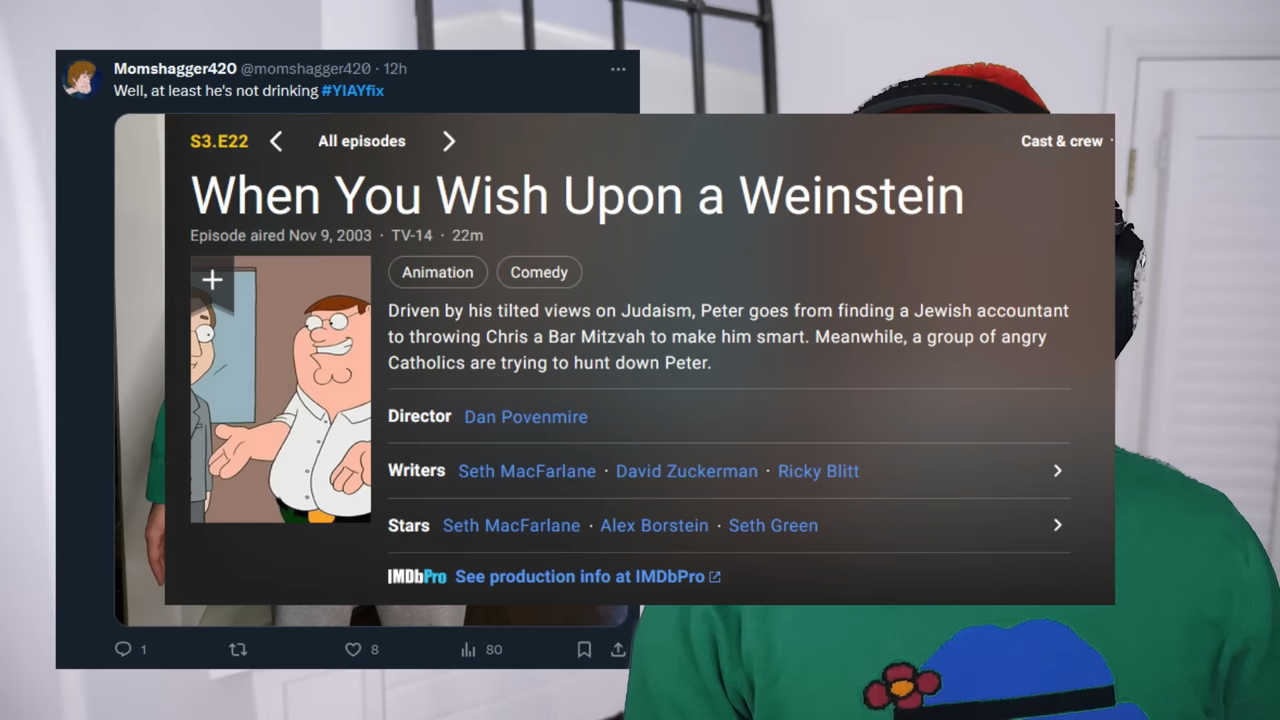 Momshagger420 @momshagger420 · 12h
Well, at least he's not drinking #YIAYfix
S3.E22 All episodes Cast & crew ·
When You Wish Upon a Weinstein
Episode aired Nov 9, 2003 · TV-14 · 22m
Animation Comedy
Driven by his tilted views on Judaism, Peter goes from finding a Jewish accountant
to throwing Chris a Bar Mitzvah to make him smart. Meanwhile, a group of angry
Catholics are trying to hunt down Peter.
Director Dan Povenmire
Writers Seth MacFarlane · David Zuckerman · Ricky Blitt
Stars Seth MacFarlane · Alex Borstein · Seth Green
IMDbPro See production info at IMDbPro
1 8 80